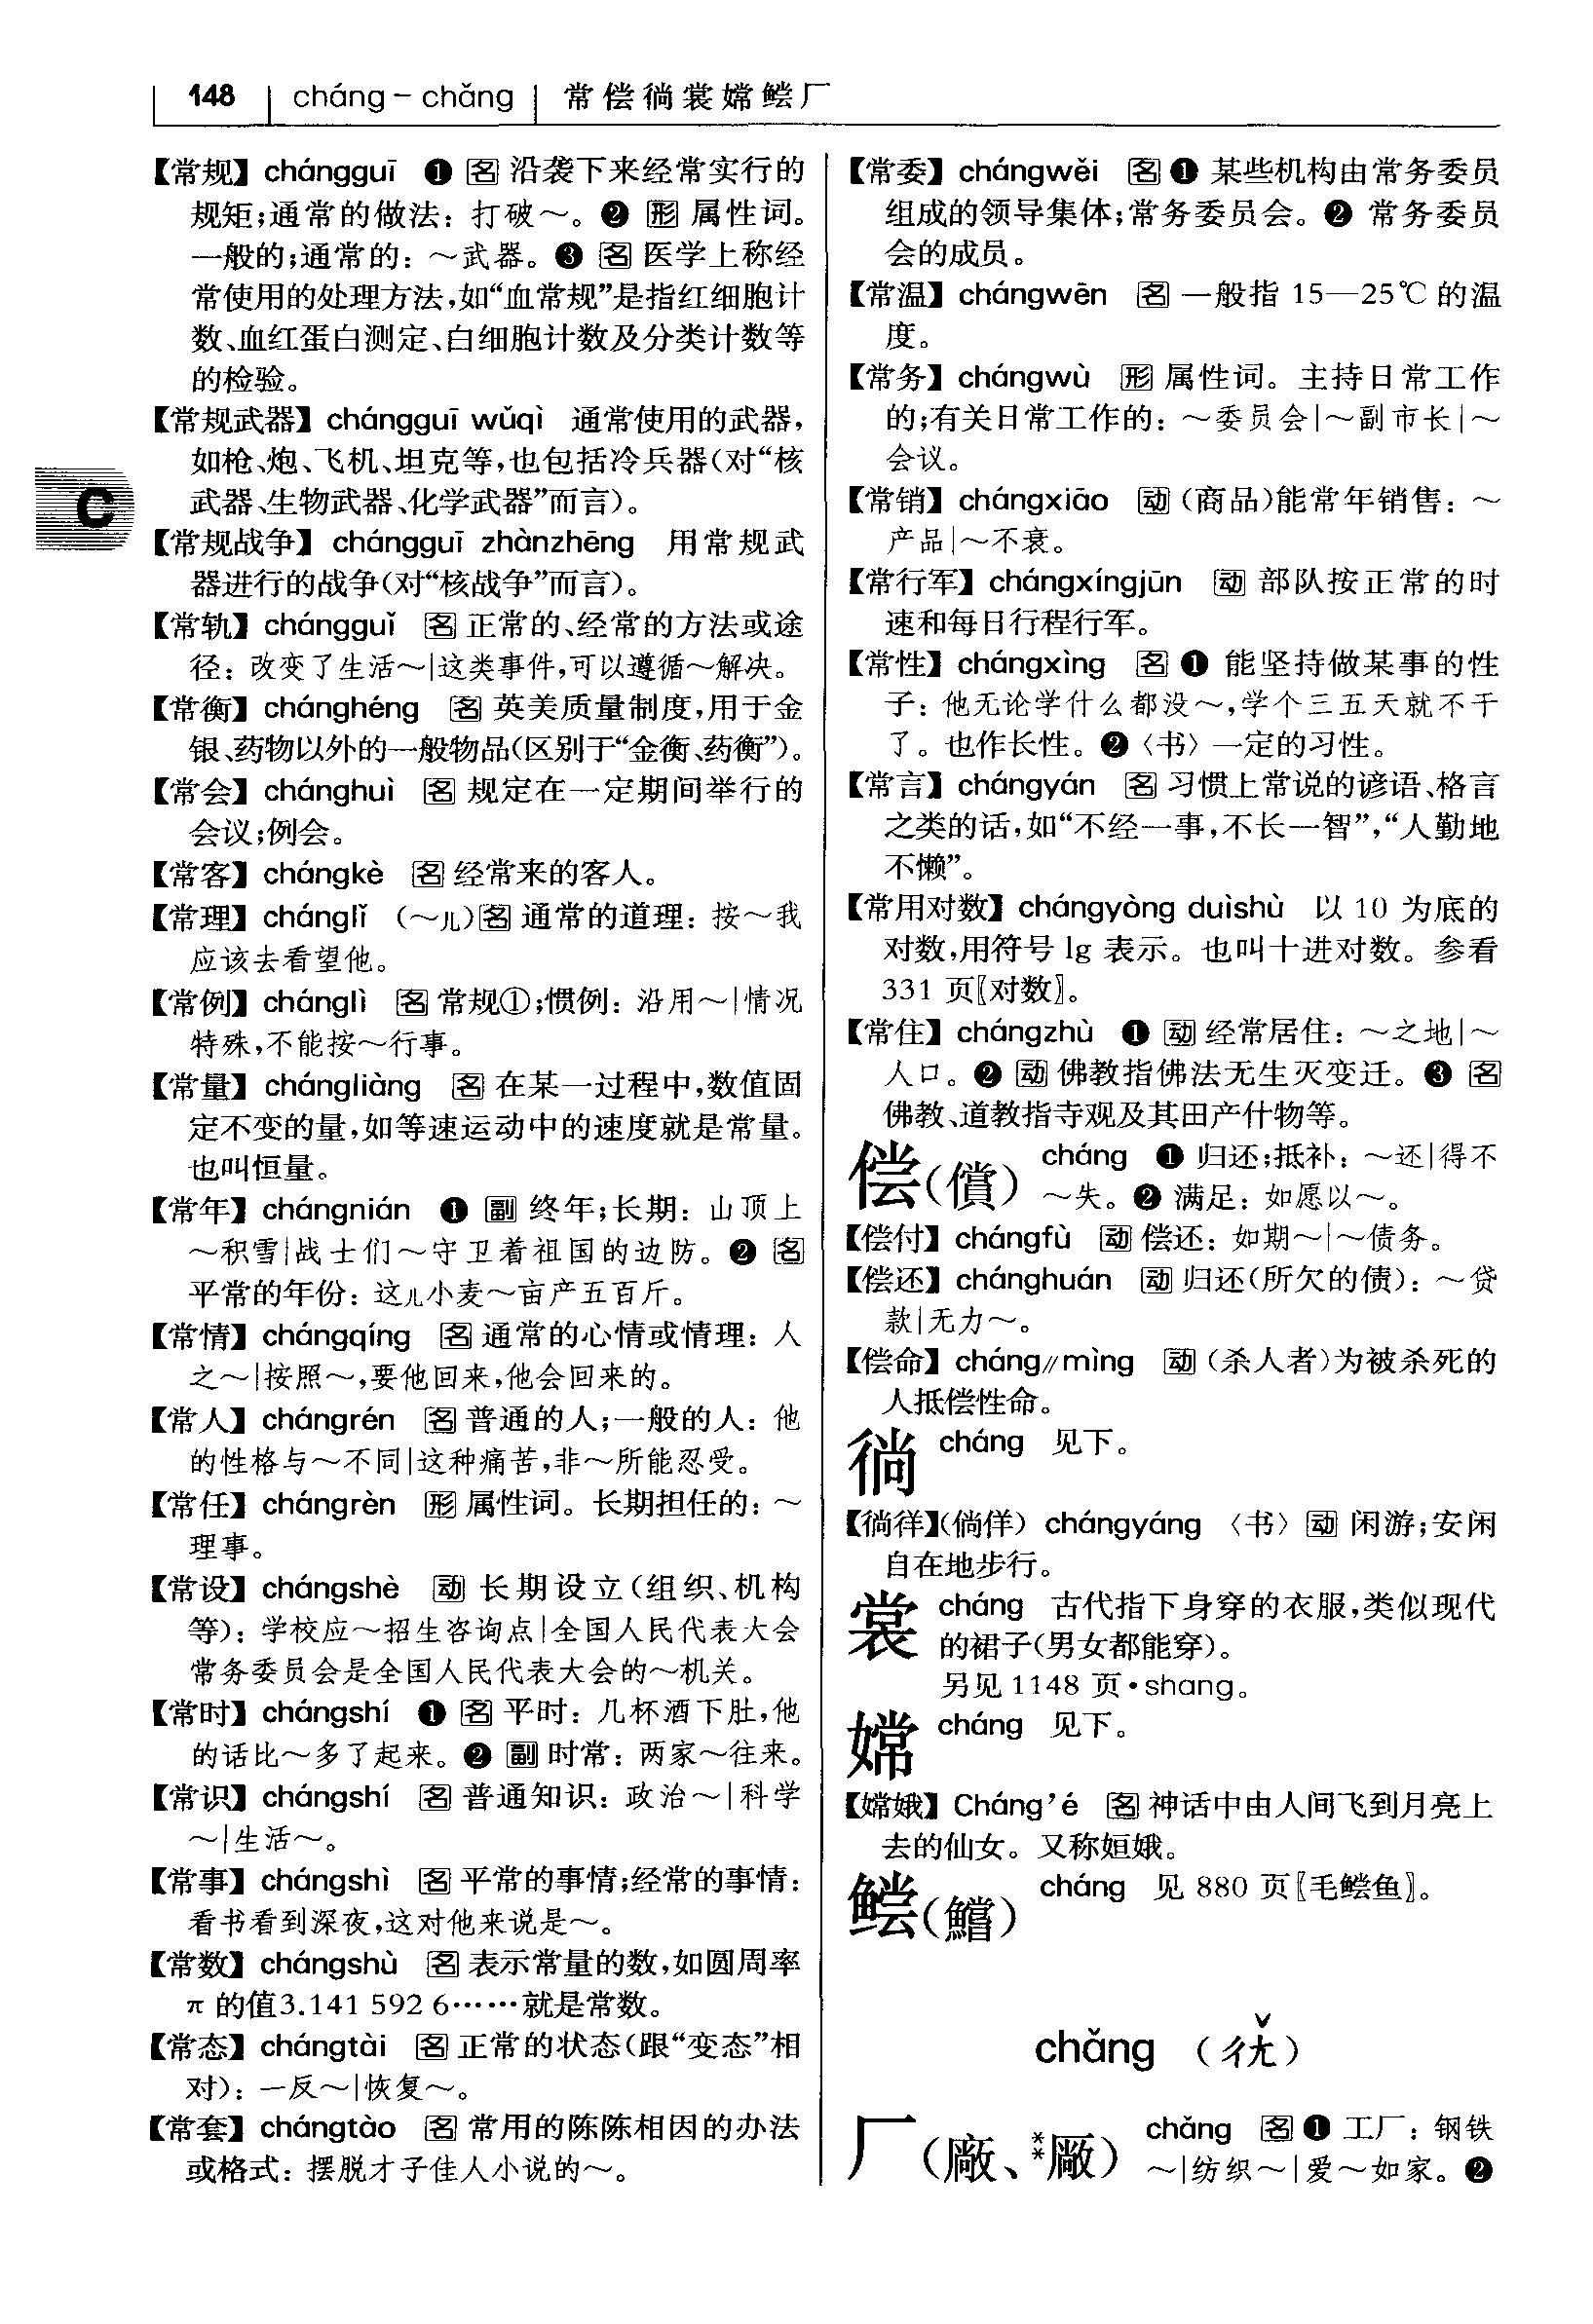 148 cháng－chǎng 常偿徜裳嫦鲿厂
【常规】chángguī ❶ 名 沿袭下来经常实行的
规矩;通常的做法：打破～。❷ 形 属性词。
一般的;通常的：～武器。❸ 名 医学上称经
常使用的处理方法,如“血常规”是指红细胞计
数、血红蛋白测定、白细胞计数及分类计数等
的检验。
【常规武器】chángguī wǔqì 通常使用的武器，
如枪、炮、飞机、坦克等,也包括冷兵器(对“核
武器、生物武器、化学武器”而言)。
C
【常规战争】chángguī zhànzhēng 用常规武
器进行的战争(对“核战争”而言)。
【常轨】chángguǐ 名 正常的、经常的方法或途
径：改变了生活～|这类事件,可以遵循～解决。
【常衡】chánghéng 名 英美质量制度,用于金
银、药物以外的一般物品(区别于“金衡、药衡”)。
【常会】chánghuì 名 规定在一定期间举行的
会议;例会。
【常客】chángkè 名 经常来的客人。
【常理】chánglǐ (～儿)名 通常的道理：按～我
应该去看望他。
【常例】chánglì 名 常规①;惯例：沿用～|情况
特殊,不能按～行事。
【常量】chángliàng 名 在某一过程中,数值固
定不变的量,如等速运动中的速度就是常量。
也叫恒量。
【常年】chángnián ❶ 副 终年;长期：山顶上
～积雪|战士们～守卫着祖国的边防。❷ 名
平常的年份：这儿小麦～亩产五百斤。
【常情】chángqíng 名 通常的心情或情理：人
之～|按照～,要他回来,他会回来的。
【常人】chángrén 名 普通的人;一般的人：他
的性格与～不同|这种痛苦,非～所能忍受。
【常任】chángrèn 形 属性词。长期担任的：～
理事。
【常设】chángshè 动 长期设立(组织、机构
等)：学校应～招生咨询点|全国人民代表大会
常务委员会是全国人民代表大会的～机关。
【常时】chángshí ❶ 名 平时：几杯酒下肚,他
的话比～多了起来。❷ 副 时常：两家～往来。
【常识】chángshí 名 普通知识：政治～|科学
～|生活～。
【常事】chángshì 名 平常的事情;经常的事情：
看书看到深夜,这对他来说是～。
【常数】chángshù 名 表示常量的数,如圆周率
π 的值3.141 592 6……就是常数。
【常态】chángtài 名 正常的状态(跟“变态”相
对)：一反～|恢复～。
【常套】chángtào 名 常用的陈陈相因的办法
或格式：摆脱才子佳人小说的～。
【常委】chángwěi 名❶ 某些机构由常务委员
组成的领导集体;常务委员会。❷ 常务委员
会的成员。
【常温】chángwēn 名 一般指 15—25℃ 的温
度。
【常务】chángwù 形 属性词。主持日常工作
的;有关日常工作的：～委员会|～副市长|～
会议。
【常销】chángxiāo 动 (商品)能常年销售：～
产品|～不衰。
【常行军】chángxíngjūn 动 部队按正常的时
速和每日行程行军。
【常性】chángxìng 名❶ 能坚持做某事的性
子：他无论学什么都没～,学个三五天就不干
了。也作长性。❷〈书〉一定的习性。
【常言】chángyán 名 习惯上常说的谚语、格言
之类的话,如“不经一事,不长一智”,“人勤地
不懒”。
【常用对数】chángyòng duìshù 以 10 为底的
对数,用符号 lg 表示。也叫十进对数。参看
331 页〖对数〗。
【常住】chángzhù ❶ 动 经常居住：～之地|～
人口。❷ 动 佛教指佛法无生灭变迁。❸ 名
佛教、道教指寺观及其田产什物等。
偿(償) cháng ❶ 归还;抵补：～还|得不
～失。❷ 满足：如愿以～。
【偿付】chángfù 动 偿还：如期～|～债务。
【偿还】chánghuán 动 归还(所欠的债)：～贷
款|无力～。
【偿命】cháng∥mìng 动 (杀人者)为被杀死的
人抵偿性命。
徜 cháng 见下。
【徜徉】(倘佯) chángyáng 〈书〉动 闲游;安闲
自在地步行。
裳 cháng 古代指下身穿的衣服,类似现代
的裙子(男女都能穿)。
另见 1148 页 •shang。
嫦 cháng 见下。
【嫦娥】Cháng’é 名 神话中由人间飞到月亮上
去的仙女。又称姮娥。
鲿(鱨) cháng 见 880 页〖毛鲿鱼〗。
chǎng （ㄔㄤˇ）
厂(廠、⁑厰) chǎng 名❶ 工厂：钢铁
～|纺织～|爱～如家。❷